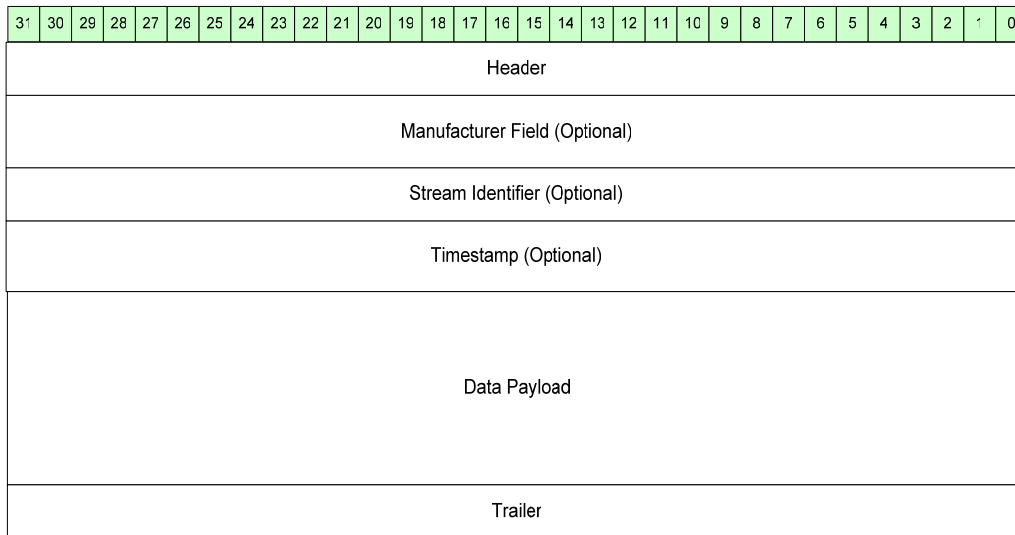 31 30 29 28 27 26 25 24 23 22 21 20 19 18 17 16 15 14 13 12 11 10 9 8 7 6 5 4 3 2 1 0
Header
Manufacturer Field (Optional)
Stream Identifier (Optional)
Timestamp (Optional)
Data Payload
Trailer